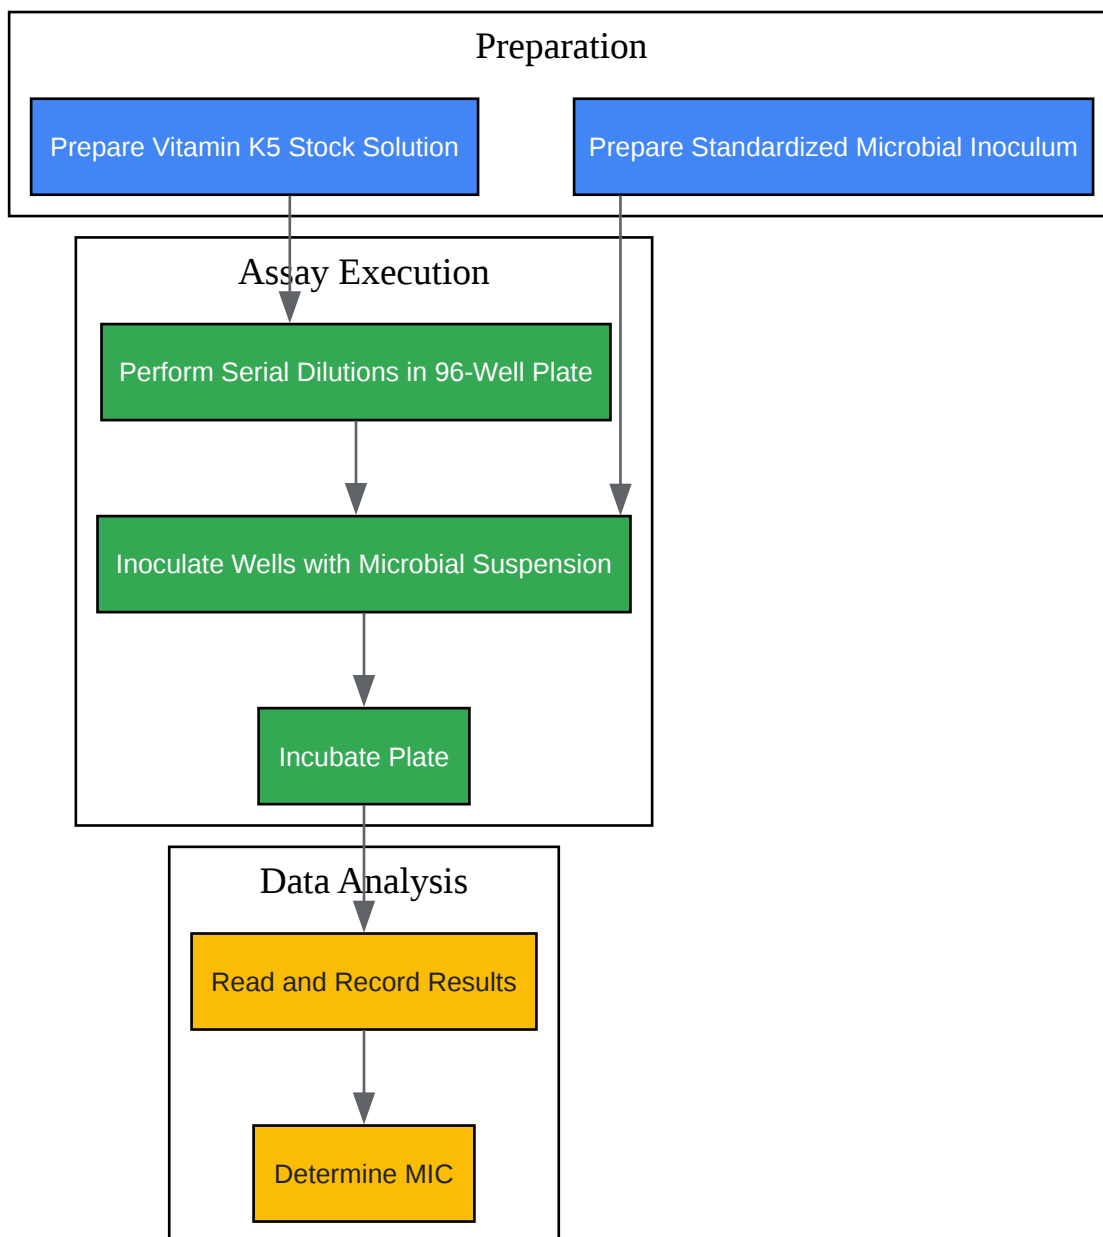 Preparation
Prepare Vitamin K5 Stock Solution
Prepare Standardized Microbial Inoculum
Assay Execution
Perform Serial Dilutions in 96-Well Plate
Inoculate Wells with Microbial Suspension
Incubate Plate
Data Analysis
Read and Record Results
Determine MIC